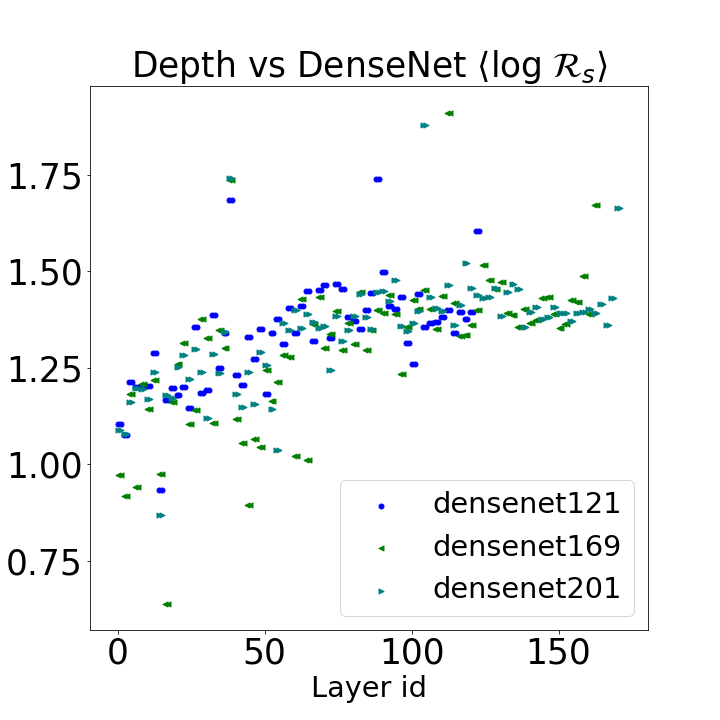 Depth vs DenseNet ⟨log ℛₛ⟩
1.75
1.50
1.25
1.00
0.75
densenet121
densenet169
densenet201
0 50 100 150
Layer id